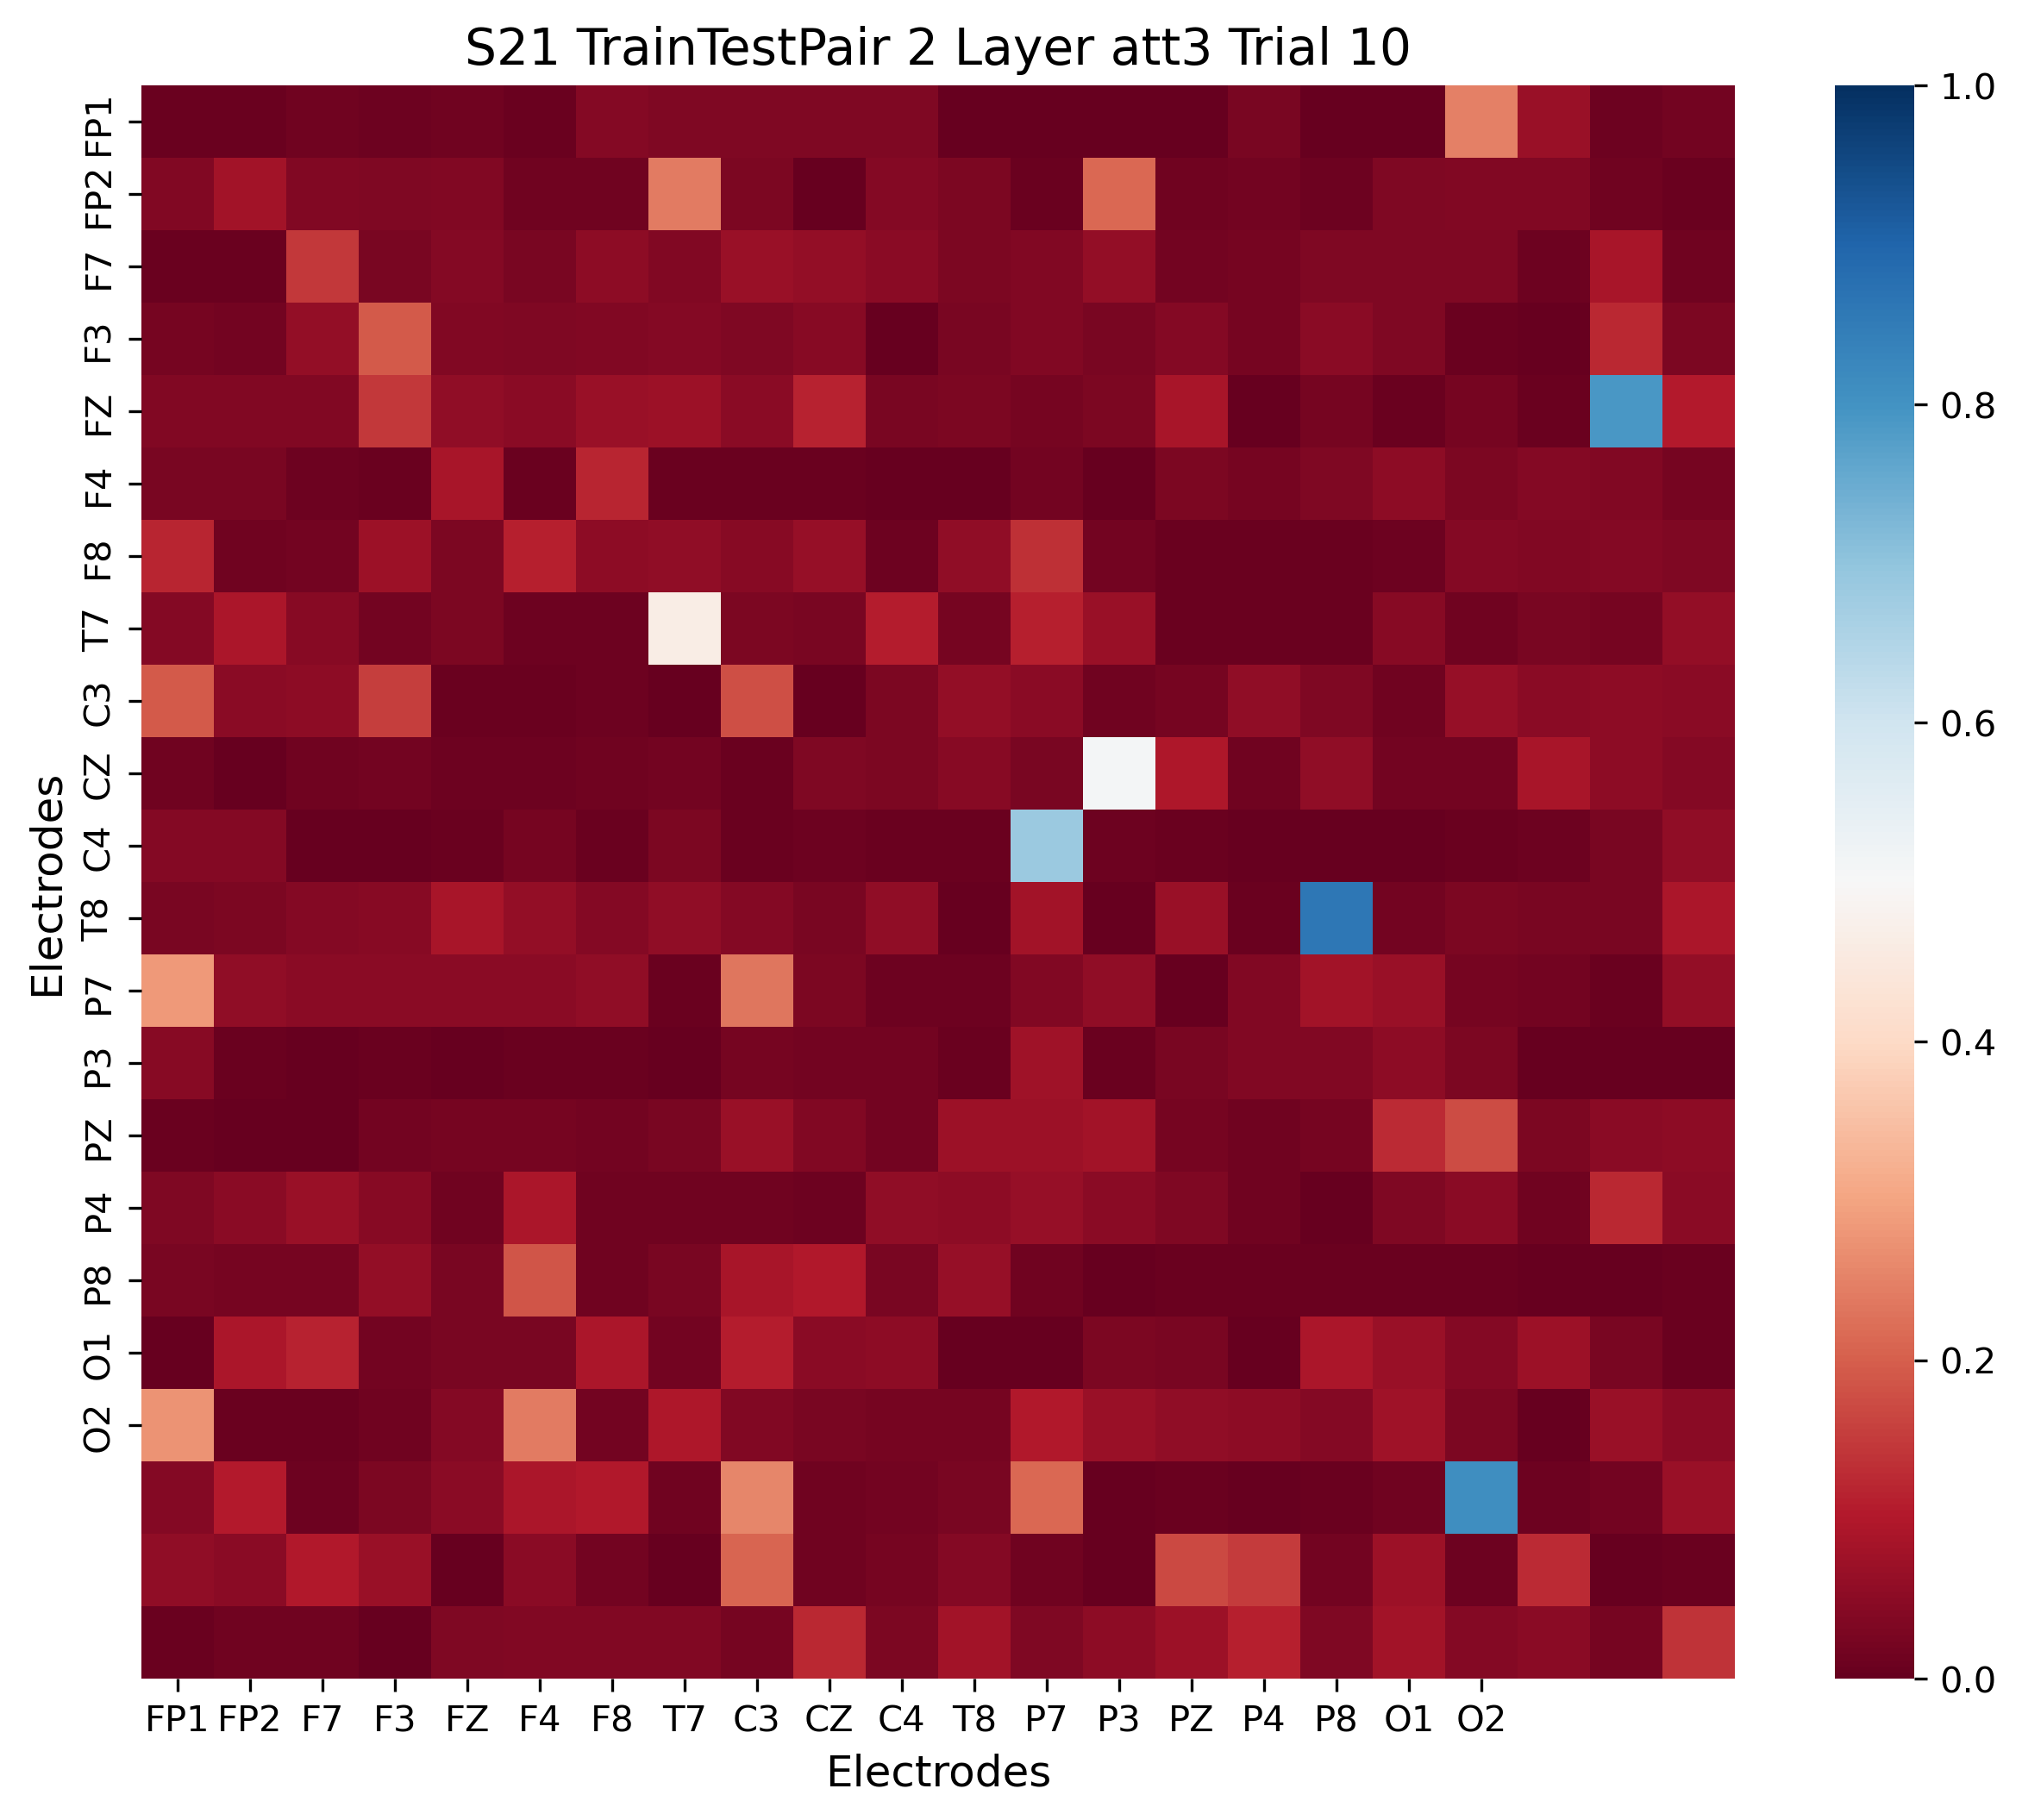 S21 TrainTestPair 2 Layer att3 Trial 10
Electrodes
FP1
FP2
F7
F3
FZ
F4
F8
T7
C3
CZ
C4
T8
P7
P3
PZ
P4
P8
O1
O2
FP1 FP2 F7 F3 FZ F4 F8 T7 C3 CZ C4 T8 P7 P3 PZ P4 P8 O1 O2
Electrodes
1.0
0.8
0.6
0.4
0.2
0.0